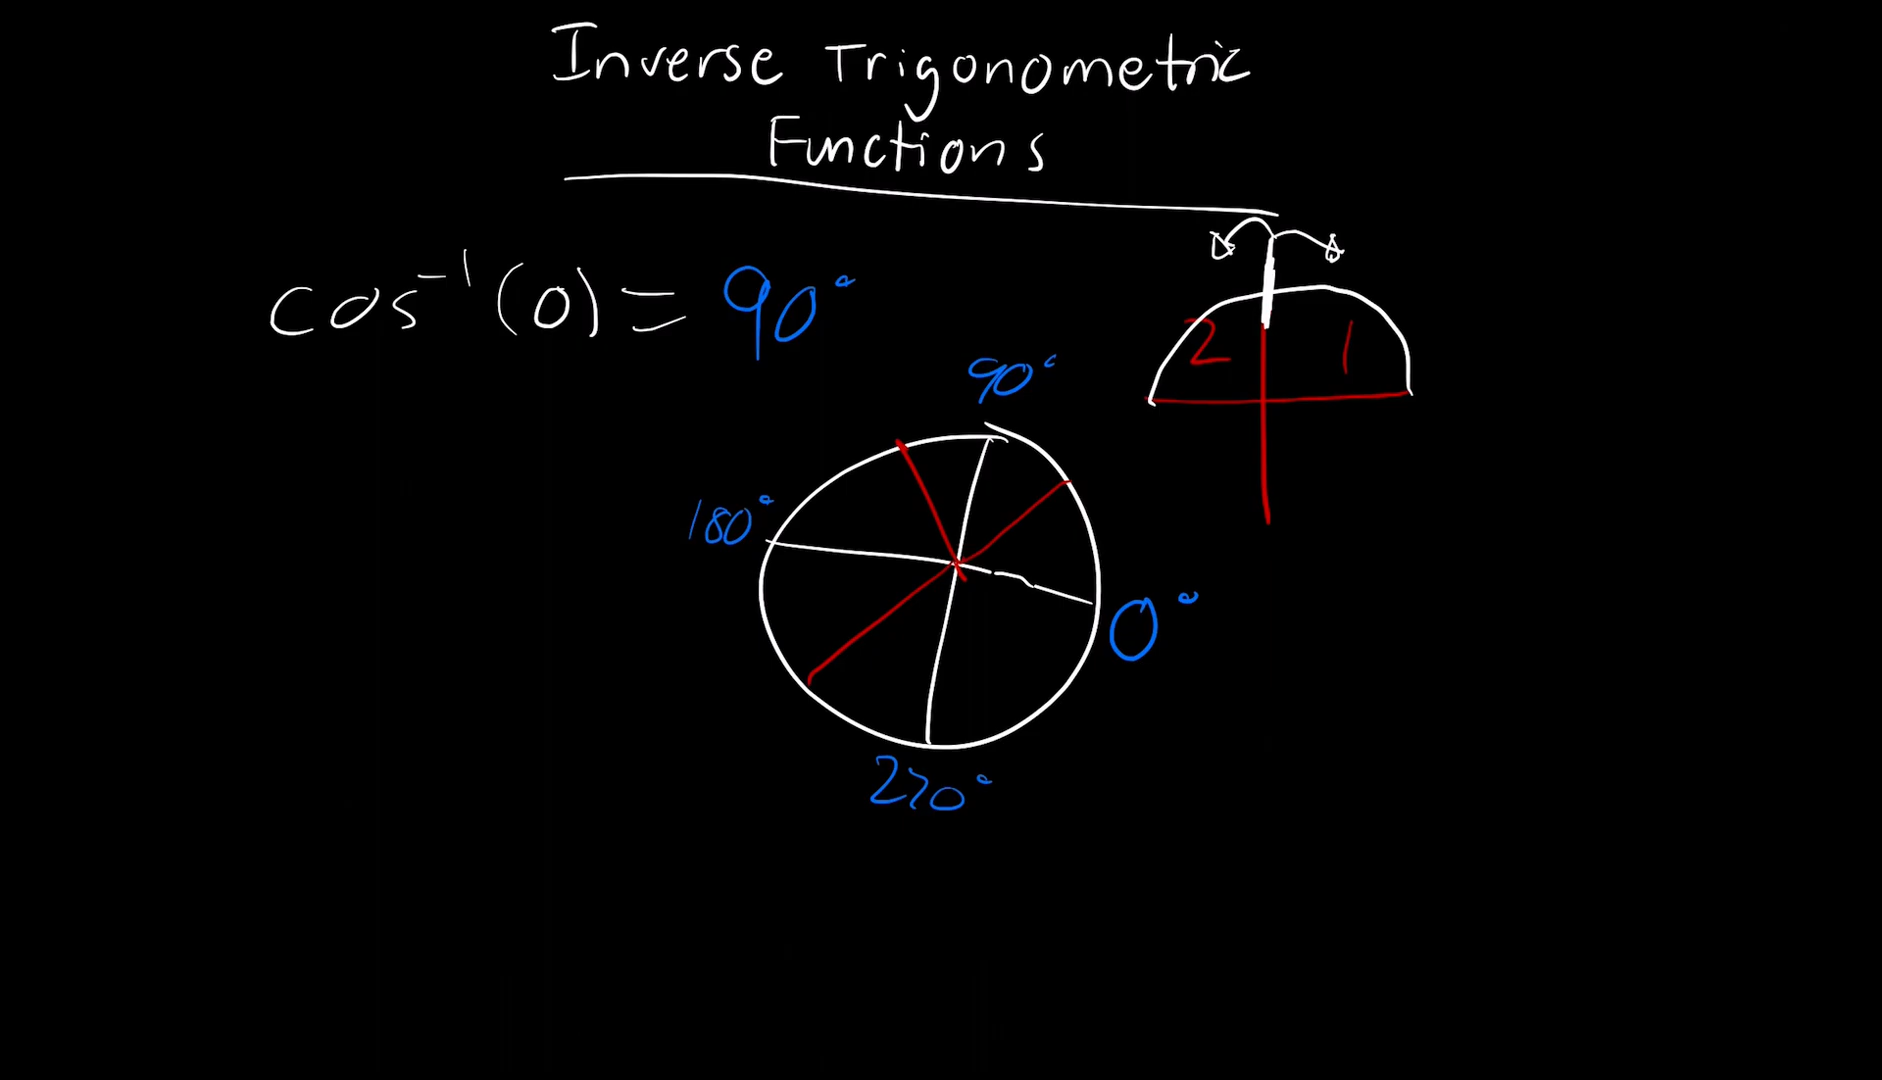 Inverse Trigonometric
Functions
cos⁻¹(0) = 90°
2 1
90°
180°
0°
270°